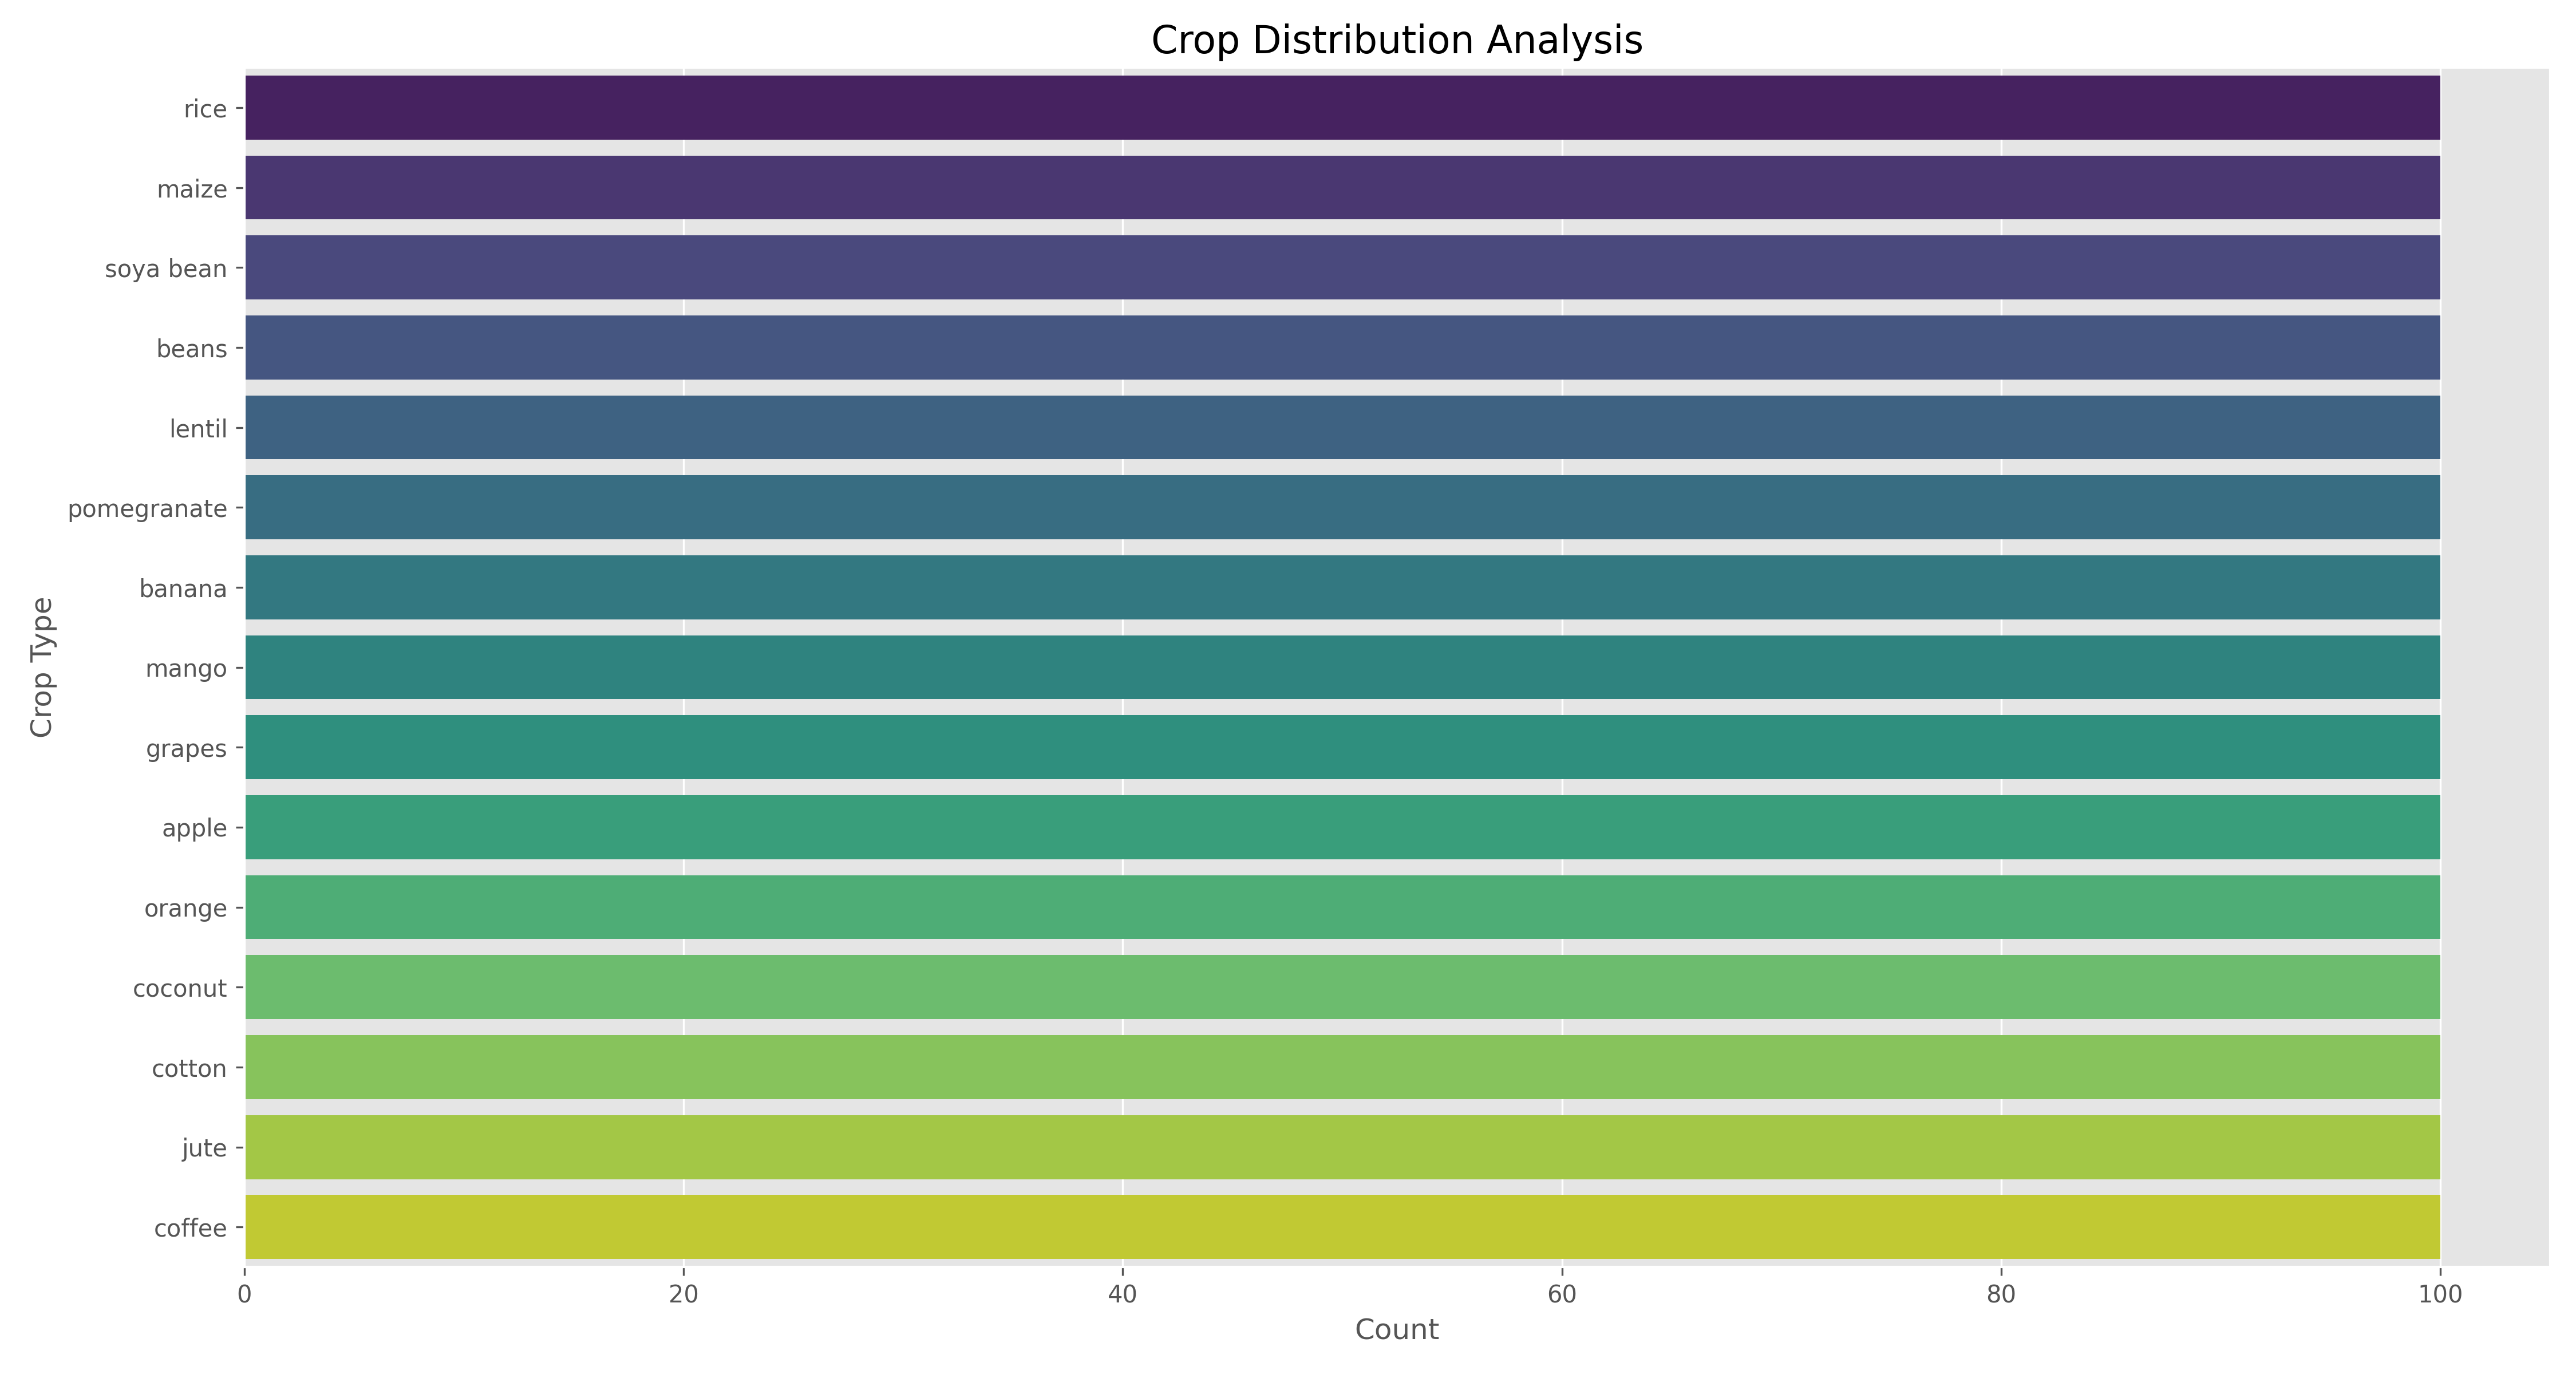 Crop Distribution Analysis
rice
maize
soya bean
beans
lentil
pomegranate
banana
mango
grapes
apple
orange
coconut
cotton
jute
coffee
Crop Type
0 20 40 60 80 100
Count